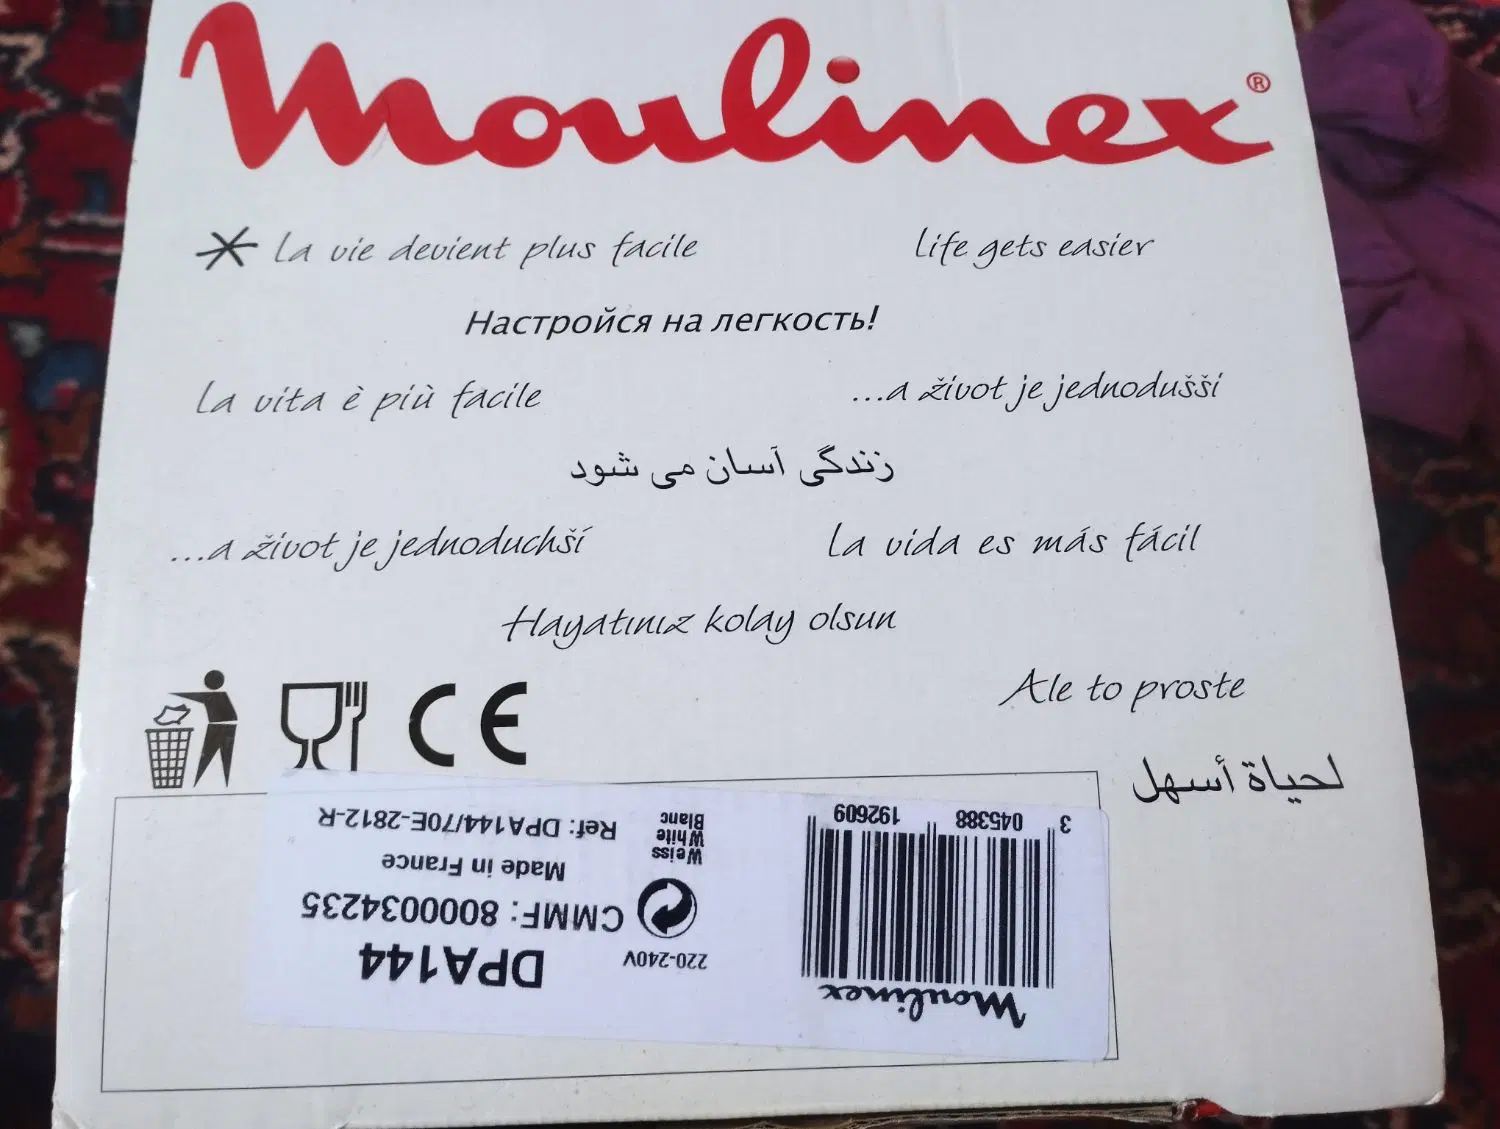 Moulinex®
* La vie devient plus facile
Life gets easier
Настройся на легкость!
La vita è più facile
...a život je jednodušší
زندگی آسان می شود
...a život je jednoduchší
La vida es más fácil
Hayatınız kolay olsun
Ale to proste
لحياة أسهل
CE
Moulinex
3 045388 192609
220-240V
DPA144
CMMF: 8000034235
Made in France
Ref: DPA144/70E-2812-R
Weiss
White
Blanc